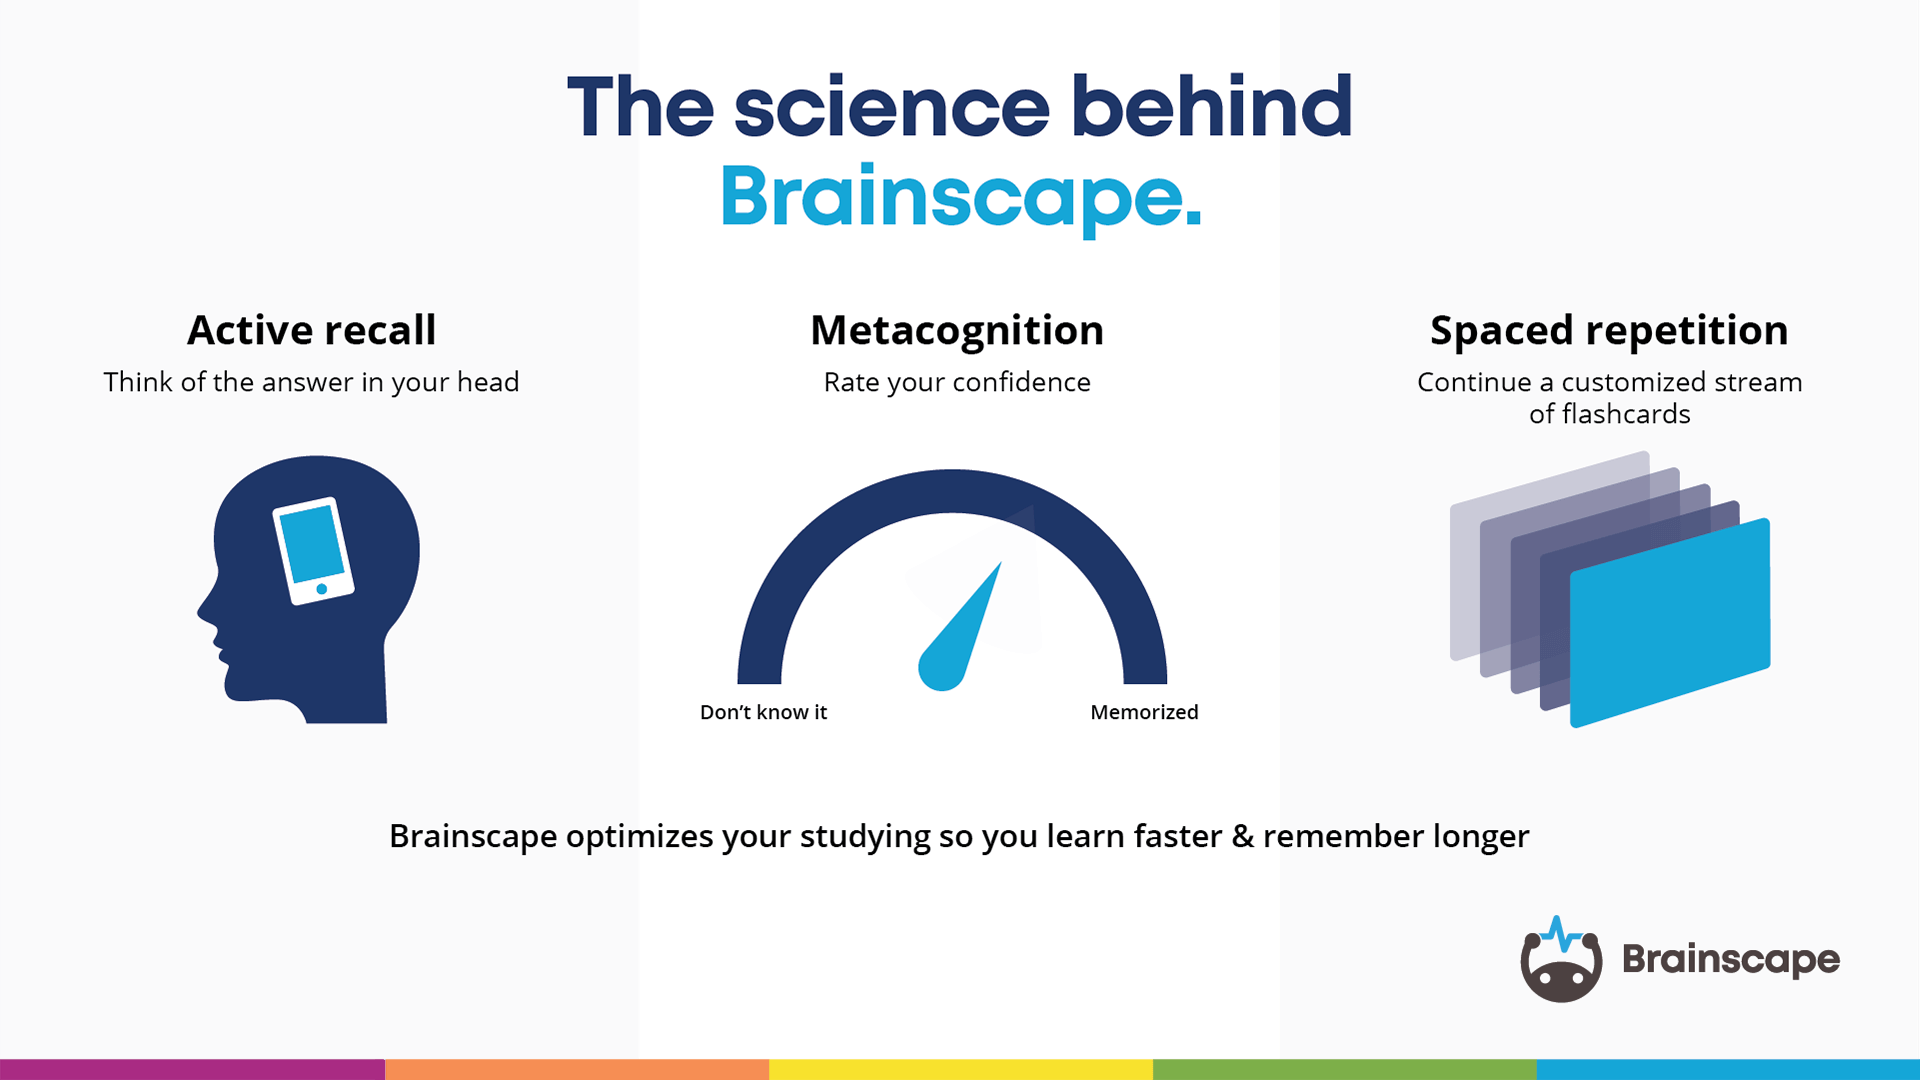 The science behind
Brainscape.
Active recall
Think of the answer in your head
Metacognition
Rate your confidence
Don’t know it
Memorized
Spaced repetition
Continue a customized stream
of flashcards
Brainscape optimizes your studying so you learn faster & remember longer
Brainscape